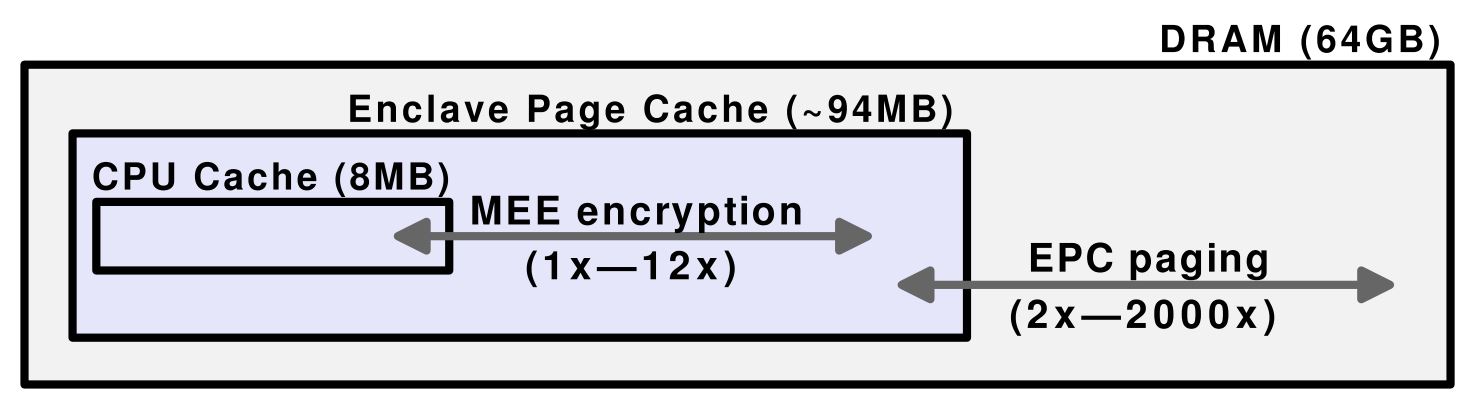 DRAM (64GB)
Enclave Page Cache (~94MB)
CPU Cache (8MB)
MEE encryption
(1x—12x)
EPC paging
(2x—2000x)